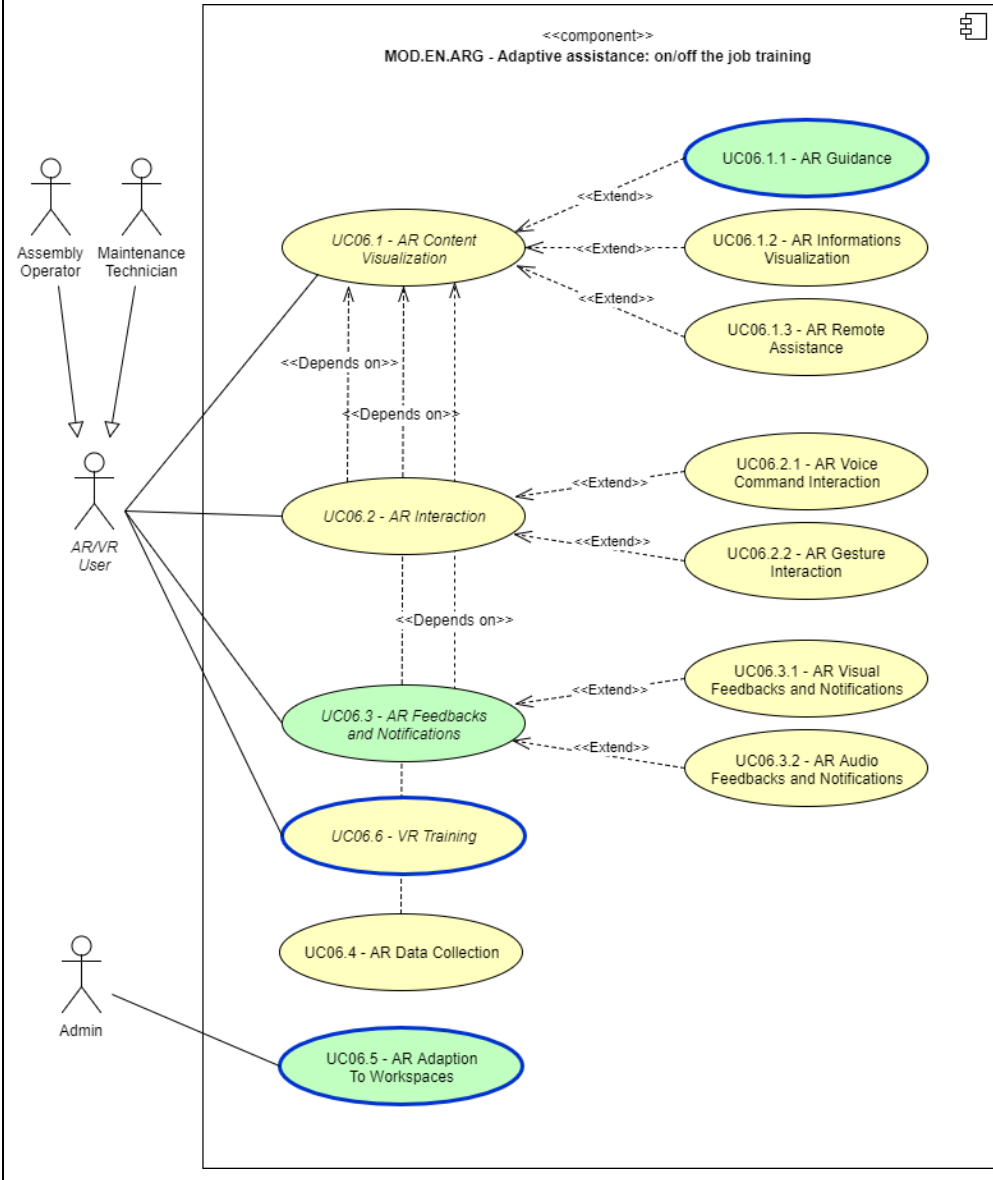 <<component>>
MOD.EN.ARG - Adaptive assistance: on/off the job training
UC06.1.1 - AR Guidance
<<Extend>>
Assembly
Operator
Maintenance
Technician
UC06.1 - AR Content
Visualization
<<Extend>>
UC06.1.2 - AR Informations
Visualization
<<Extend>>
UC06.1.3 - AR Remote
Assistance
<<Depends on>>
<<Depends on>>
UC06.2 - AR Interaction
<<Extend>>
UC06.2.1 - AR Voice
Command Interaction
<<Extend>>
UC06.2.2 - AR Gesture
Interaction
AR/VR
User
<<Depends on>>
UC06.3 - AR Feedbacks
and Notifications
<<Extend>>
UC06.3.1 - AR Visual
Feedbacks and Notifications
<<Extend>>
UC06.3.2 - AR Audio
Feedbacks and Notifications
UC06.6 - VR Training
UC06.4 - AR Data Collection
Admin
UC06.5 - AR Adaption
To Workspaces